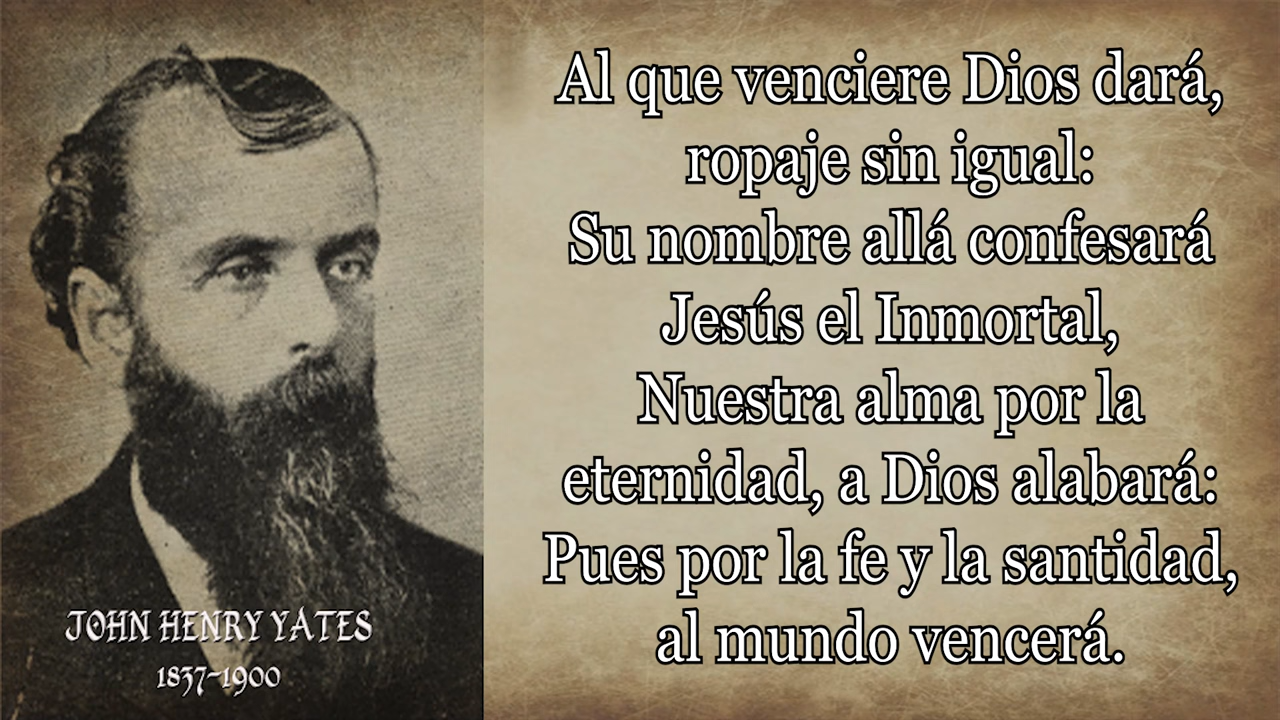 Al que venciere Dios dará,
ropaje sin igual:
Su nombre allá confesará
Jesús el Inmortal,
Nuestra alma por la
eternidad, a Dios alabará:
Pues por la fe y la santidad,
al mundo vencerá.
JOHN HENRY YATES
1837-1900